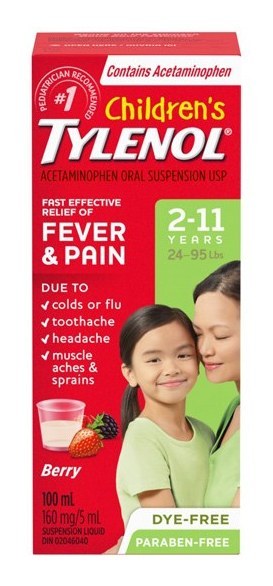 Contains Acetaminophen
PEDIATRICIAN RECOMMENDED
#1
Children's
TYLENOL®
ACETAMINOPHEN ORAL SUSPENSION USP
FAST EFFECTIVE
RELIEF OF
FEVER
& PAIN
2-11
YEARS
24-95 Lbs
DUE TO
✓ colds or flu
✓ toothache
✓ headache
✓ muscle
aches &
sprains
Berry
100 mL
160 mg/5 mL
SUSPENSION LIQUID
DIN 02046040
DYE-FREE
PARABEN-FREE